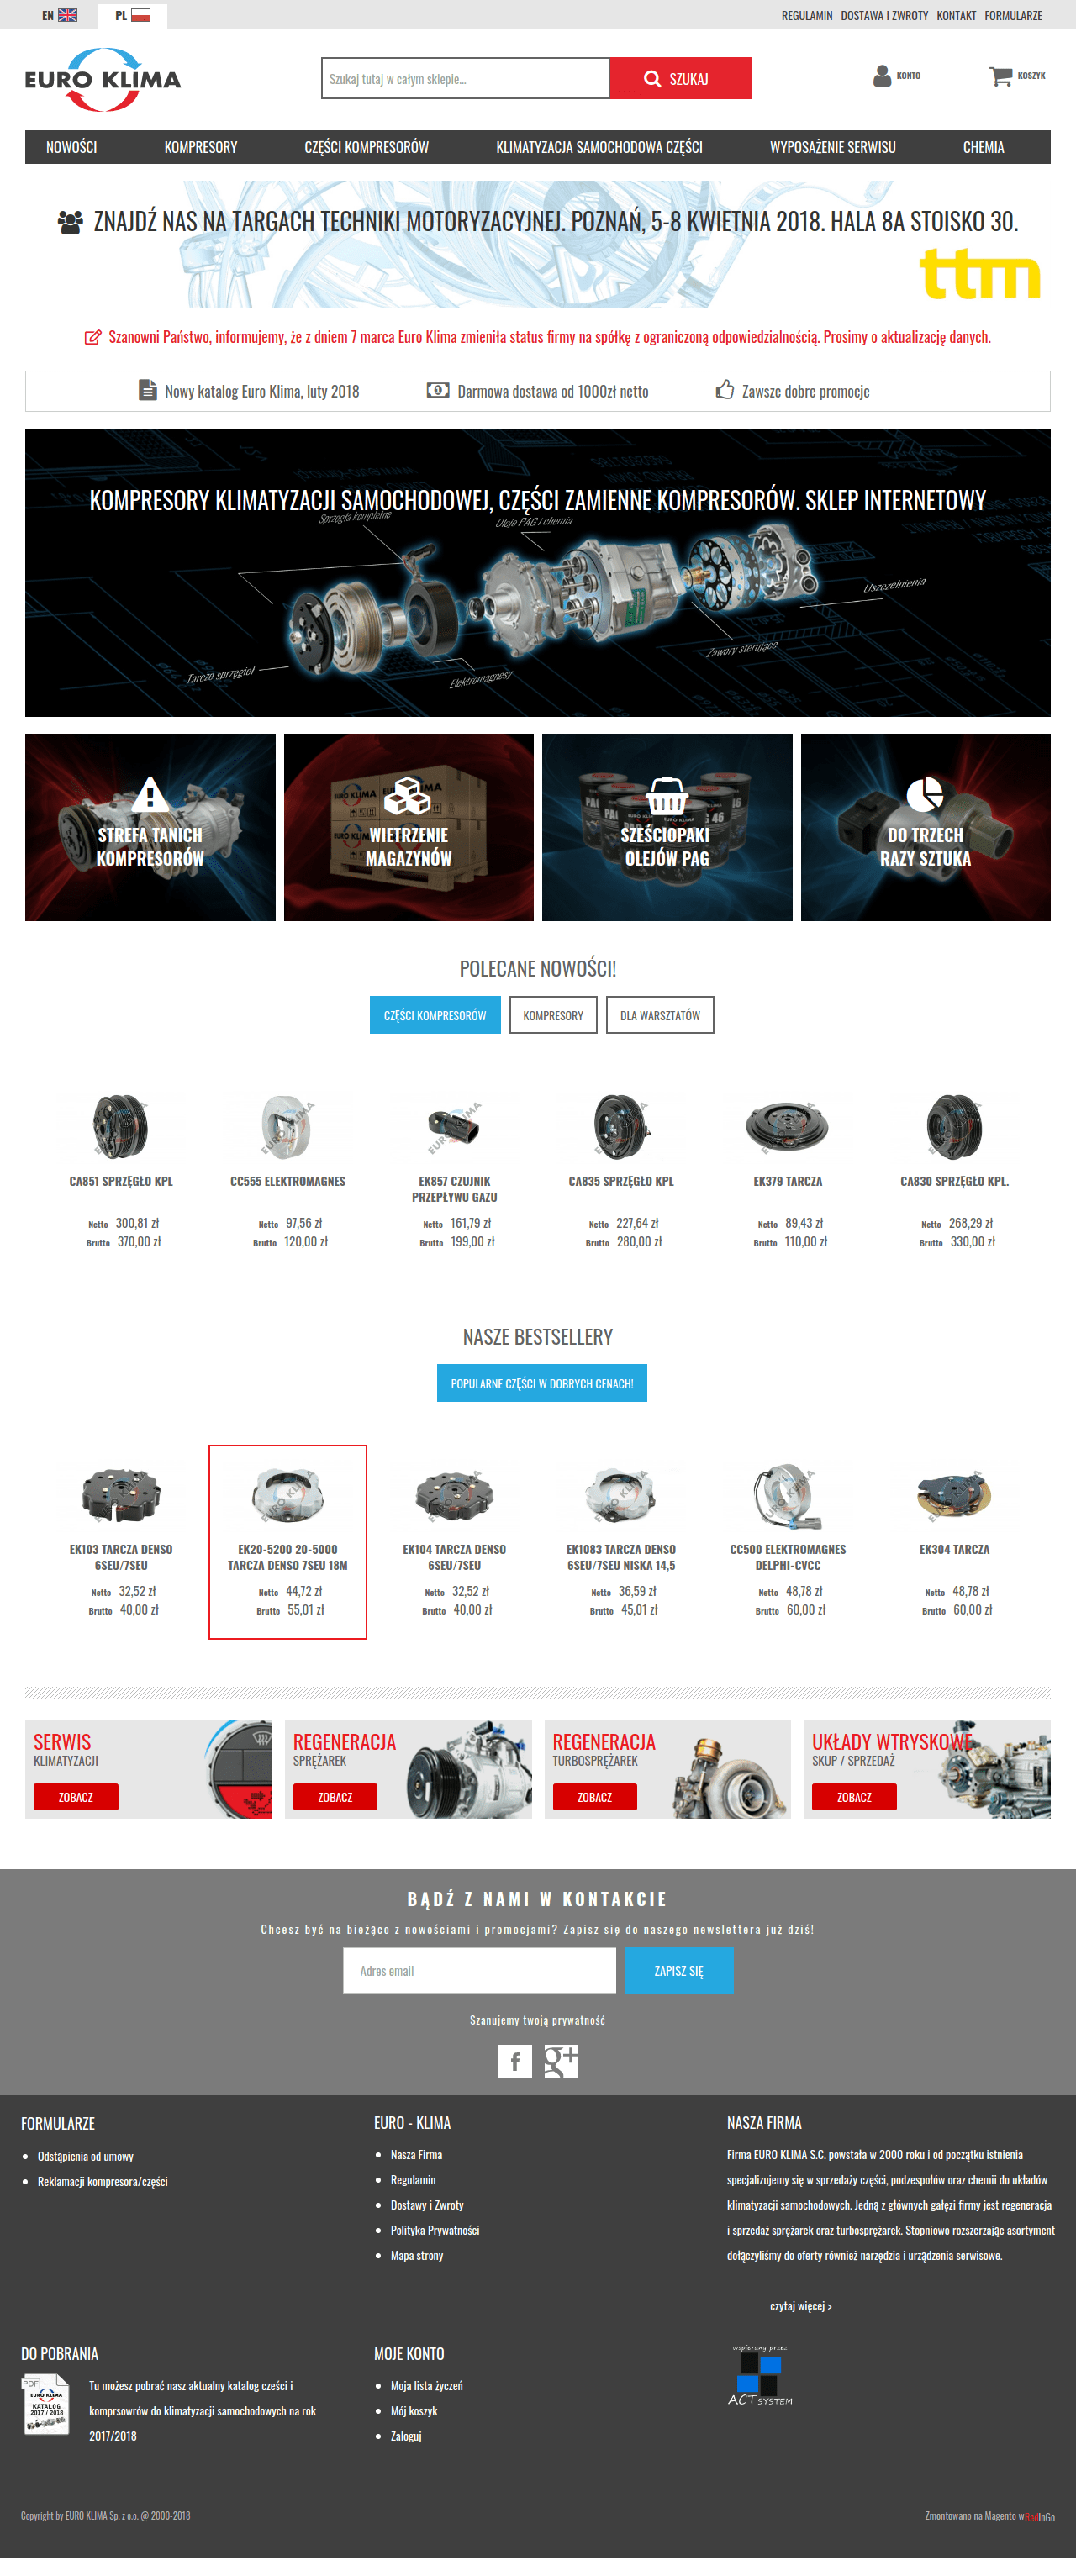 EN PL REGULAMIN DOSTAWA I ZWROTY KONTAKT FORMULARZE
EURO KLIMA
Szukaj tutaj w całym sklepie...
SZUKAJ
KONTO
KOSZYK
NOWOŚCI KOMPRESORY CZĘŚCI KOMPRESORÓW KLIMATYZACJA SAMOCHODOWA CZĘŚCI WYPOSAŻENIE SERWISU CHEMIA
ZNAJDŹ NAS NA TARGACH TECHNIKI MOTORYZACYJNEJ. POZNAŃ, 5-8 KWIETNIA 2018. HALA 8A STOISKO 30.
ttm
Szanowni Państwo, informujemy, że z dniem 7 marca Euro Klima zmieniła status firmy na spółkę z ograniczoną odpowiedzialnością. Prosimy o aktualizację danych.
Nowy katalog Euro Klima, luty 2018 Darmowa dostawa od 1000zł netto Zawsze dobre promocje
KOMPRESORY KLIMATYZACJI SAMOCHODOWEJ, CZĘŚCI ZAMIENNE KOMPRESORÓW. SKLEP INTERNETOWY
Sprzęgła kompletne
Oleje PAG i chemia
Uszczelnienia
Zawory sterujące
Tarcze sprzęgieł
Elektromagnesy
STREFA TANICH
KOMPRESORÓW
WIETRZENIE
MAGAZYNÓW
SZEŚCIOPAKI
OLEJÓW PAG
DO TRZECH
RAZY SZTUKA
POLECANE NOWOŚCI!
CZĘŚCI KOMPRESORÓW KOMPRESORY DLA WARSZTATÓW
CA851 SPRZĘGŁO KPL
Netto 300,81 zł
Brutto 370,00 zł
CC555 ELEKTROMAGNES
Netto 97,56 zł
Brutto 120,00 zł
EK857 CZUJNIK
PRZEPŁYWU GAZU
Netto 161,79 zł
Brutto 199,00 zł
CA835 SPRZĘGŁO KPL
Netto 227,64 zł
Brutto 280,00 zł
EK379 TARCZA
Netto 89,43 zł
Brutto 110,00 zł
CA830 SPRZĘGŁO KPL.
Netto 268,29 zł
Brutto 330,00 zł
NASZE BESTSELLERY
POPULARNE CZĘŚCI W DOBRYCH CENACH!
EK103 TARCZA DENSO
6SEU/7SEU
Netto 32,52 zł
Brutto 40,00 zł
EK20-5200 20-5000
TARCZA DENSO 7SEU 18M
Netto 44,72 zł
Brutto 55,01 zł
EK104 TARCZA DENSO
6SEU/7SEU
Netto 32,52 zł
Brutto 40,00 zł
EK1083 TARCZA DENSO
6SEU/7SEU NISKA 14,5
Netto 36,59 zł
Brutto 45,01 zł
CC500 ELEKTROMAGNES
DELPHI-CVCC
Netto 48,78 zł
Brutto 60,00 zł
EK304 TARCZA
Netto 48,78 zł
Brutto 60,00 zł
SERWIS
KLIMATYZACJI
ZOBACZ
REGENERACJA
SPRĘŻAREK
ZOBACZ
REGENERACJA
TURBOSPRĘŻAREK
ZOBACZ
UKŁADY WTRYSKOWE
SKUP / SPRZEDAŻ
ZOBACZ
BĄDŹ Z NAMI W KONTAKCIE
Chcesz być na bieżąco z nowościami i promocjami? Zapisz się do naszego newslettera już dziś!
Adres email
ZAPISZ SIĘ
Szanujemy twoją prywatność
FORMULARZE
Odstąpienia od umowy
Reklamacji kompresora/części
EURO - KLIMA
Nasza Firma
Regulamin
Dostawy i Zwroty
Polityka Prywatności
Mapa strony
NASZA FIRMA
Firma EURO KLIMA S.C. powstała w 2000 roku i od początku istnienia
specjalizujemy się w sprzedaży części, podzespołów oraz chemii do układów
klimatyzacji samochodowych. Jedną z głównych gałęzi firmy jest regeneracja
i sprzedaż sprężarek oraz turbosprężarek. Stopniowo rozszerzając asortyment
dołączyliśmy do oferty również narzędzia i urządzenia serwisowe.
czytaj więcej >
DO POBRANIA
PDF
EURO KLIMA
KATALOG
2017 / 2018
Tu możesz pobrać nasz aktualny katalog cześci i
komprsowrów do klimatyzacji samochodowych na rok
2017/2018
MOJE KONTO
Moja lista życzeń
Mój koszyk
Zaloguj
wspierany przez
ACT SYSTEM
Copyright by EURO KLIMA Sp. z o.o. @ 2000-2018
Zmontowano na Magento w RedInGo